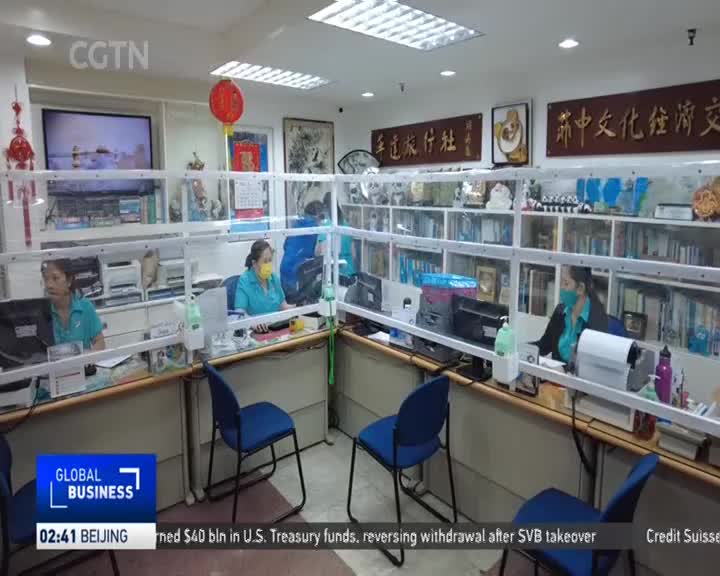 CGTN
旅行社
菲中文化經濟交
GLOBAL
BUSINESS
02:41 BEIJING
rned $40 bln in U.S. Treasury funds, reversing withdrawal after SVB takeover
Credit Suisse